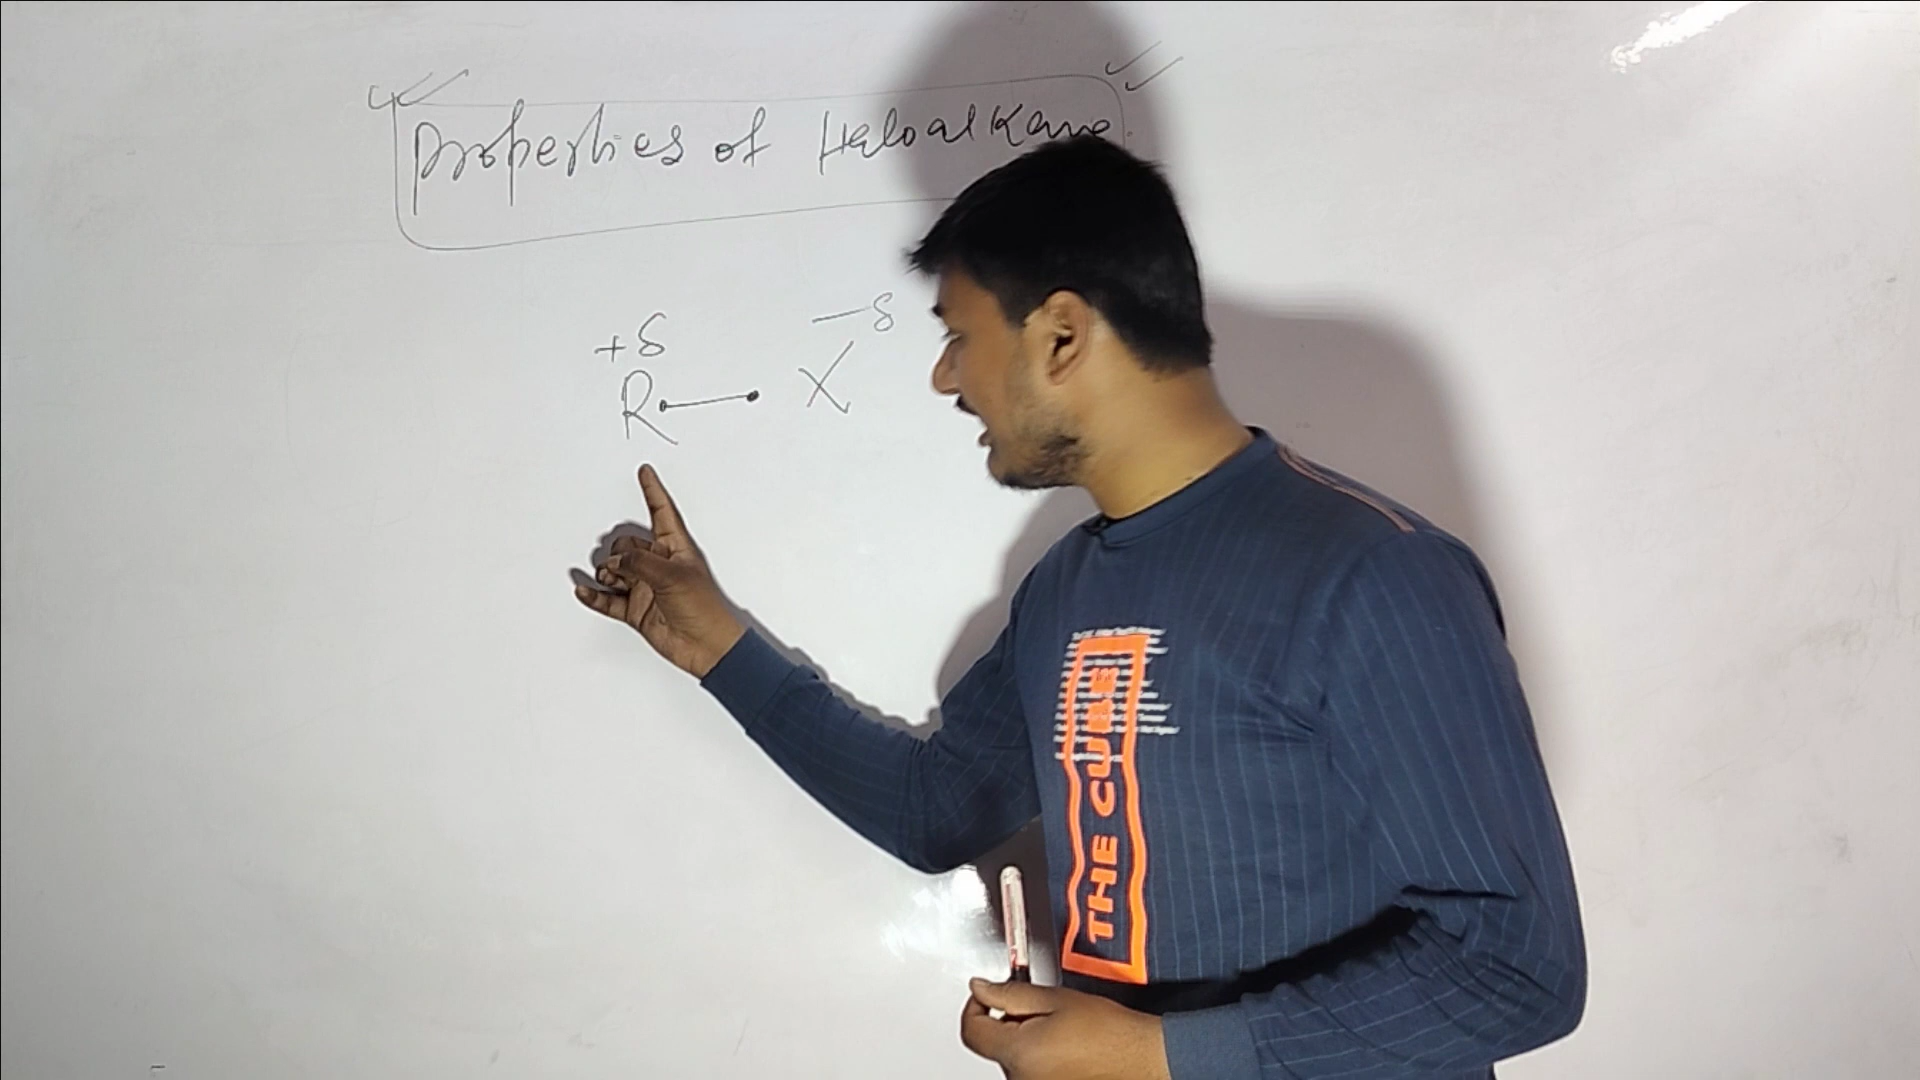 Properties of Haloalkane.
+δ -δ
R X
THE CUBE